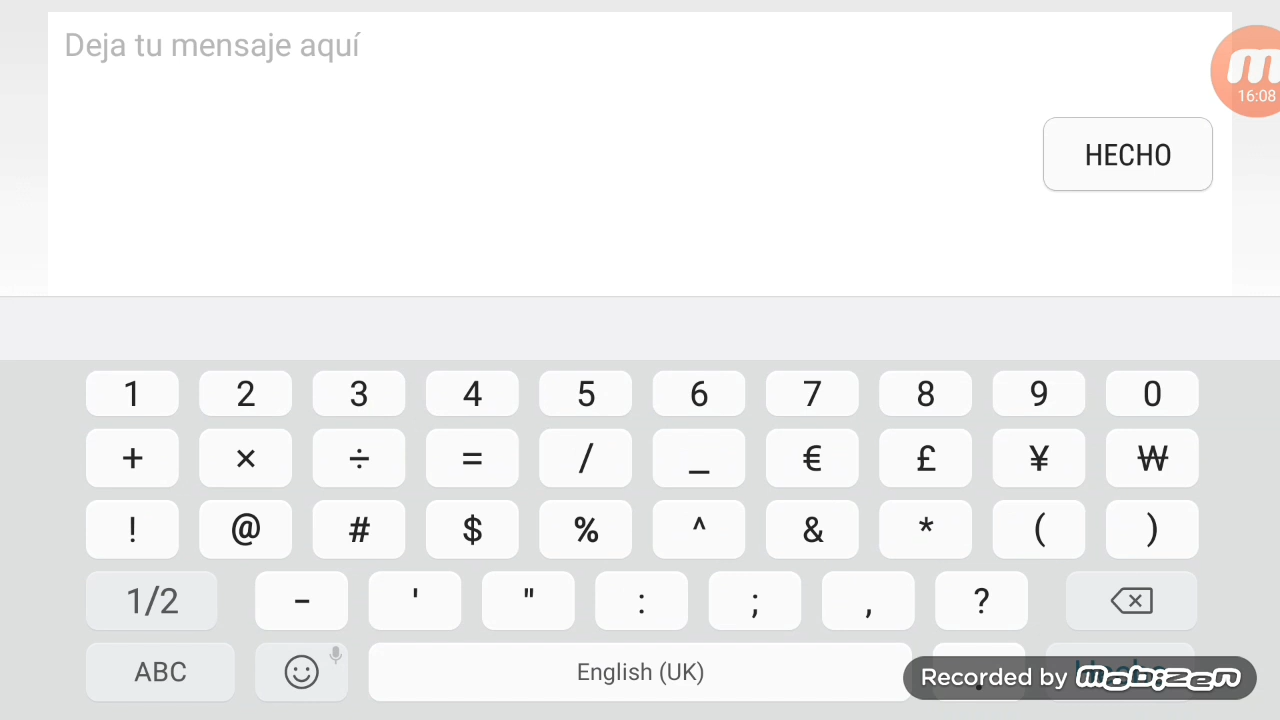 Deja tu mensaje aquí
16:08
HECHO
1 2 3 4 5 6 7 8 9 0
+ × ÷ = / _ € £ ¥ ₩
! @ # $ % ^ & * ( )
1/2 - ' " : ; , ?
ABC English (UK) .
Recorded by mobizen